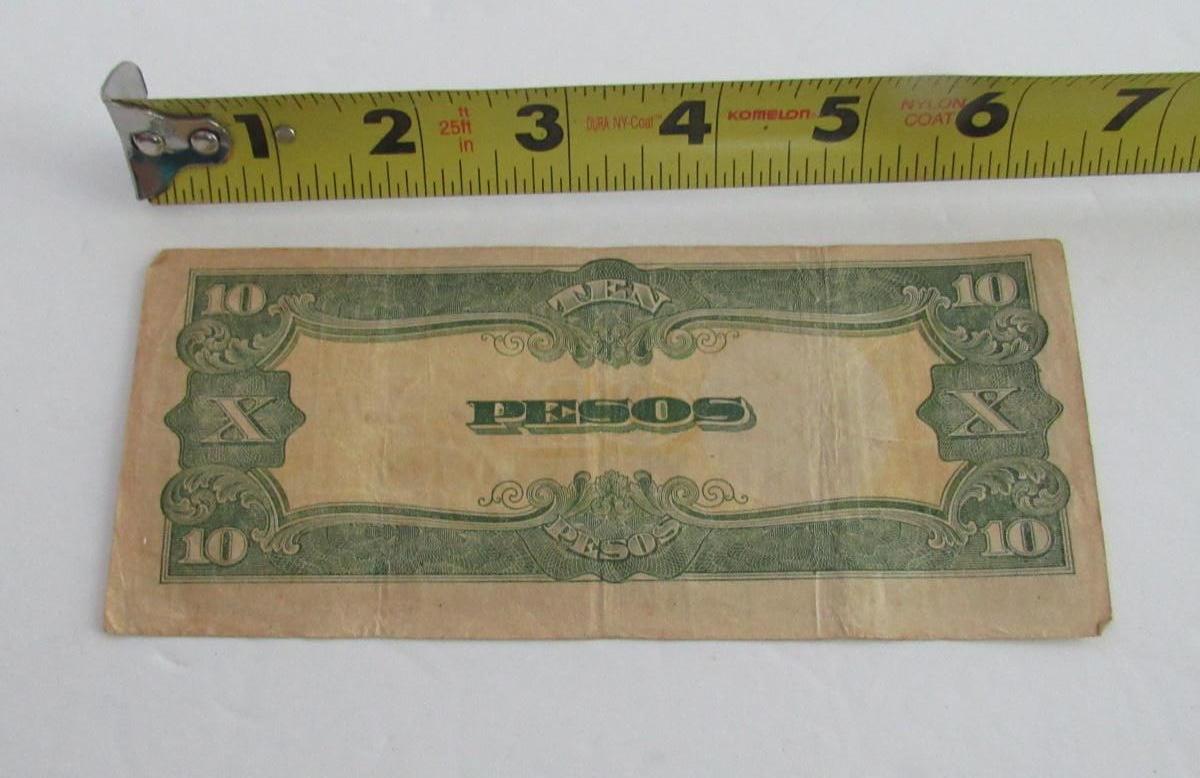 1 2 25ft ft in 3 DURA NY-Coat™ 4 KOMELON® 5 NYLON COAT 6 7
10 TEN 10
X PESOS X
10 PESOS 10